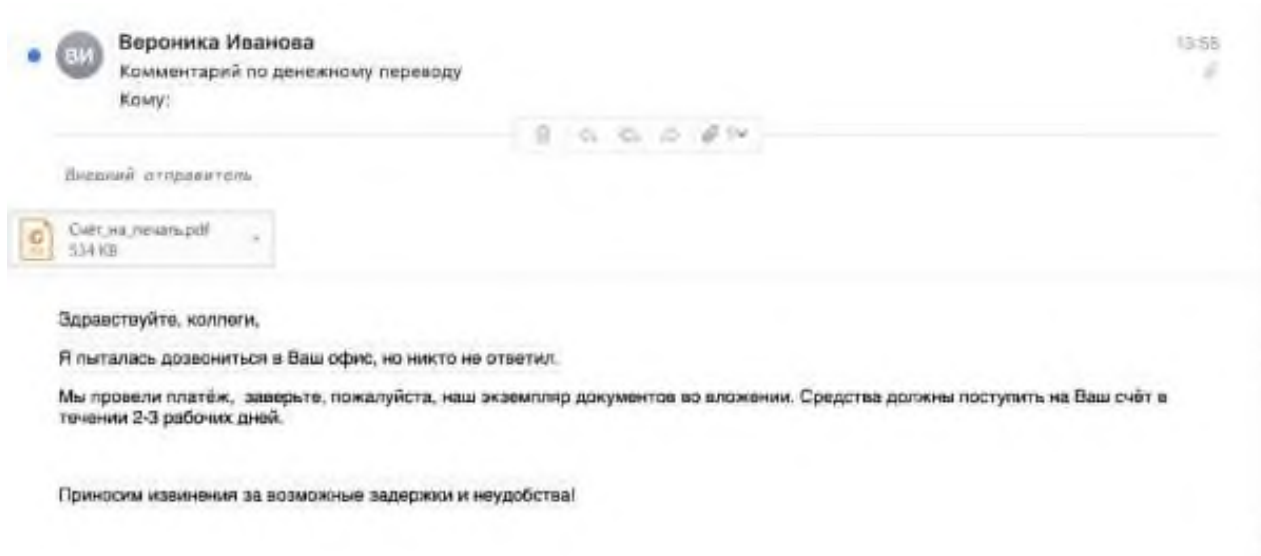 Вероника Иванова
13:55
ВИ
Комментарий по денежному переводу
Кому:
Внешний отправитель
Счёт_на_печать.pdf
534 KB
Здравствуйте, коллеги,
Я пыталась дозвониться в Ваш офис, но никто не ответил.
Мы провели платёж, заверьте, пожалуйста, наш экземпляр документов во вложении. Средства должны поступить на Ваш счёт в
течении 2-3 рабочих дней.
Приносим извинения за возможные задержки и неудобства!